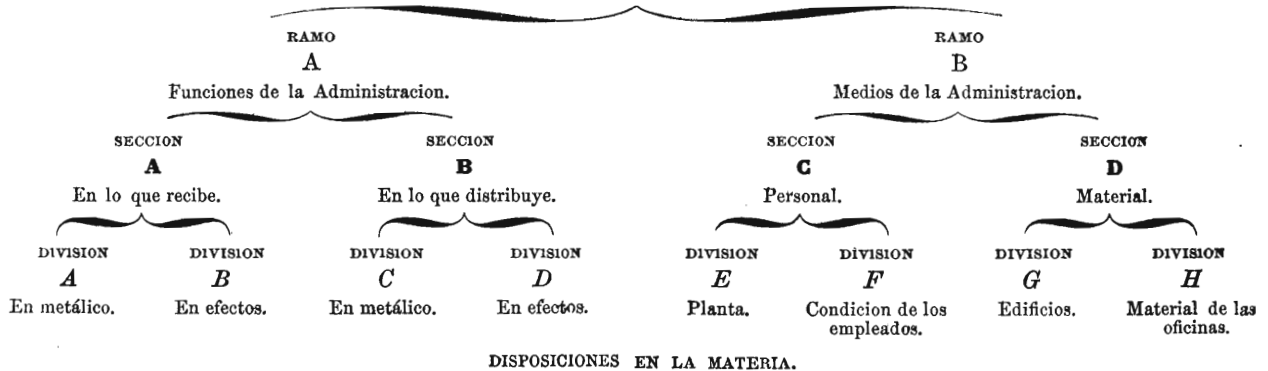 RAMO RAMO
A B
Funciones de la Administracion. Medios de la Administracion.
SECCION SECCION SECCION SECCION
A B C D
En lo que recibe. En lo que distribuye. Personal. Material.
DIVISION DIVISION DIVISION DIVISION DIVISION DIVISION DIVISION DIVISION
A B C D E F G H
En metálico. En efectos. En metálico. En efectos. Planta. Condicion de los Edificios. Material de las
empleados. oficinas.
DISPOSICIONES EN LA MATERIA.